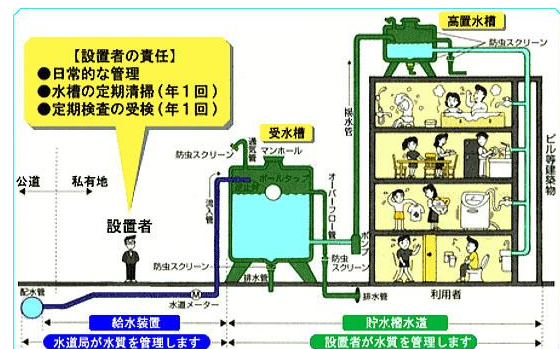 高置水槽
【設置者の責任】
●日常的な管理
●水槽の定期清掃(年1回)
●定期検査の受検(年1回)
防虫スクリーン
揚水管
受水槽
通気管
マンホール
防虫スクリーン
ボールタップ
公道
私有地
設置者
流入管
オーバーフロー管
ポンプ
ビル等建築物
防虫スクリーン
防虫スクリーン
排水管
排水管
配水管
水道メーター
M
利用者
給水装置
貯水槽水道
水道局が水質を管理します
設置者が水質を管理します